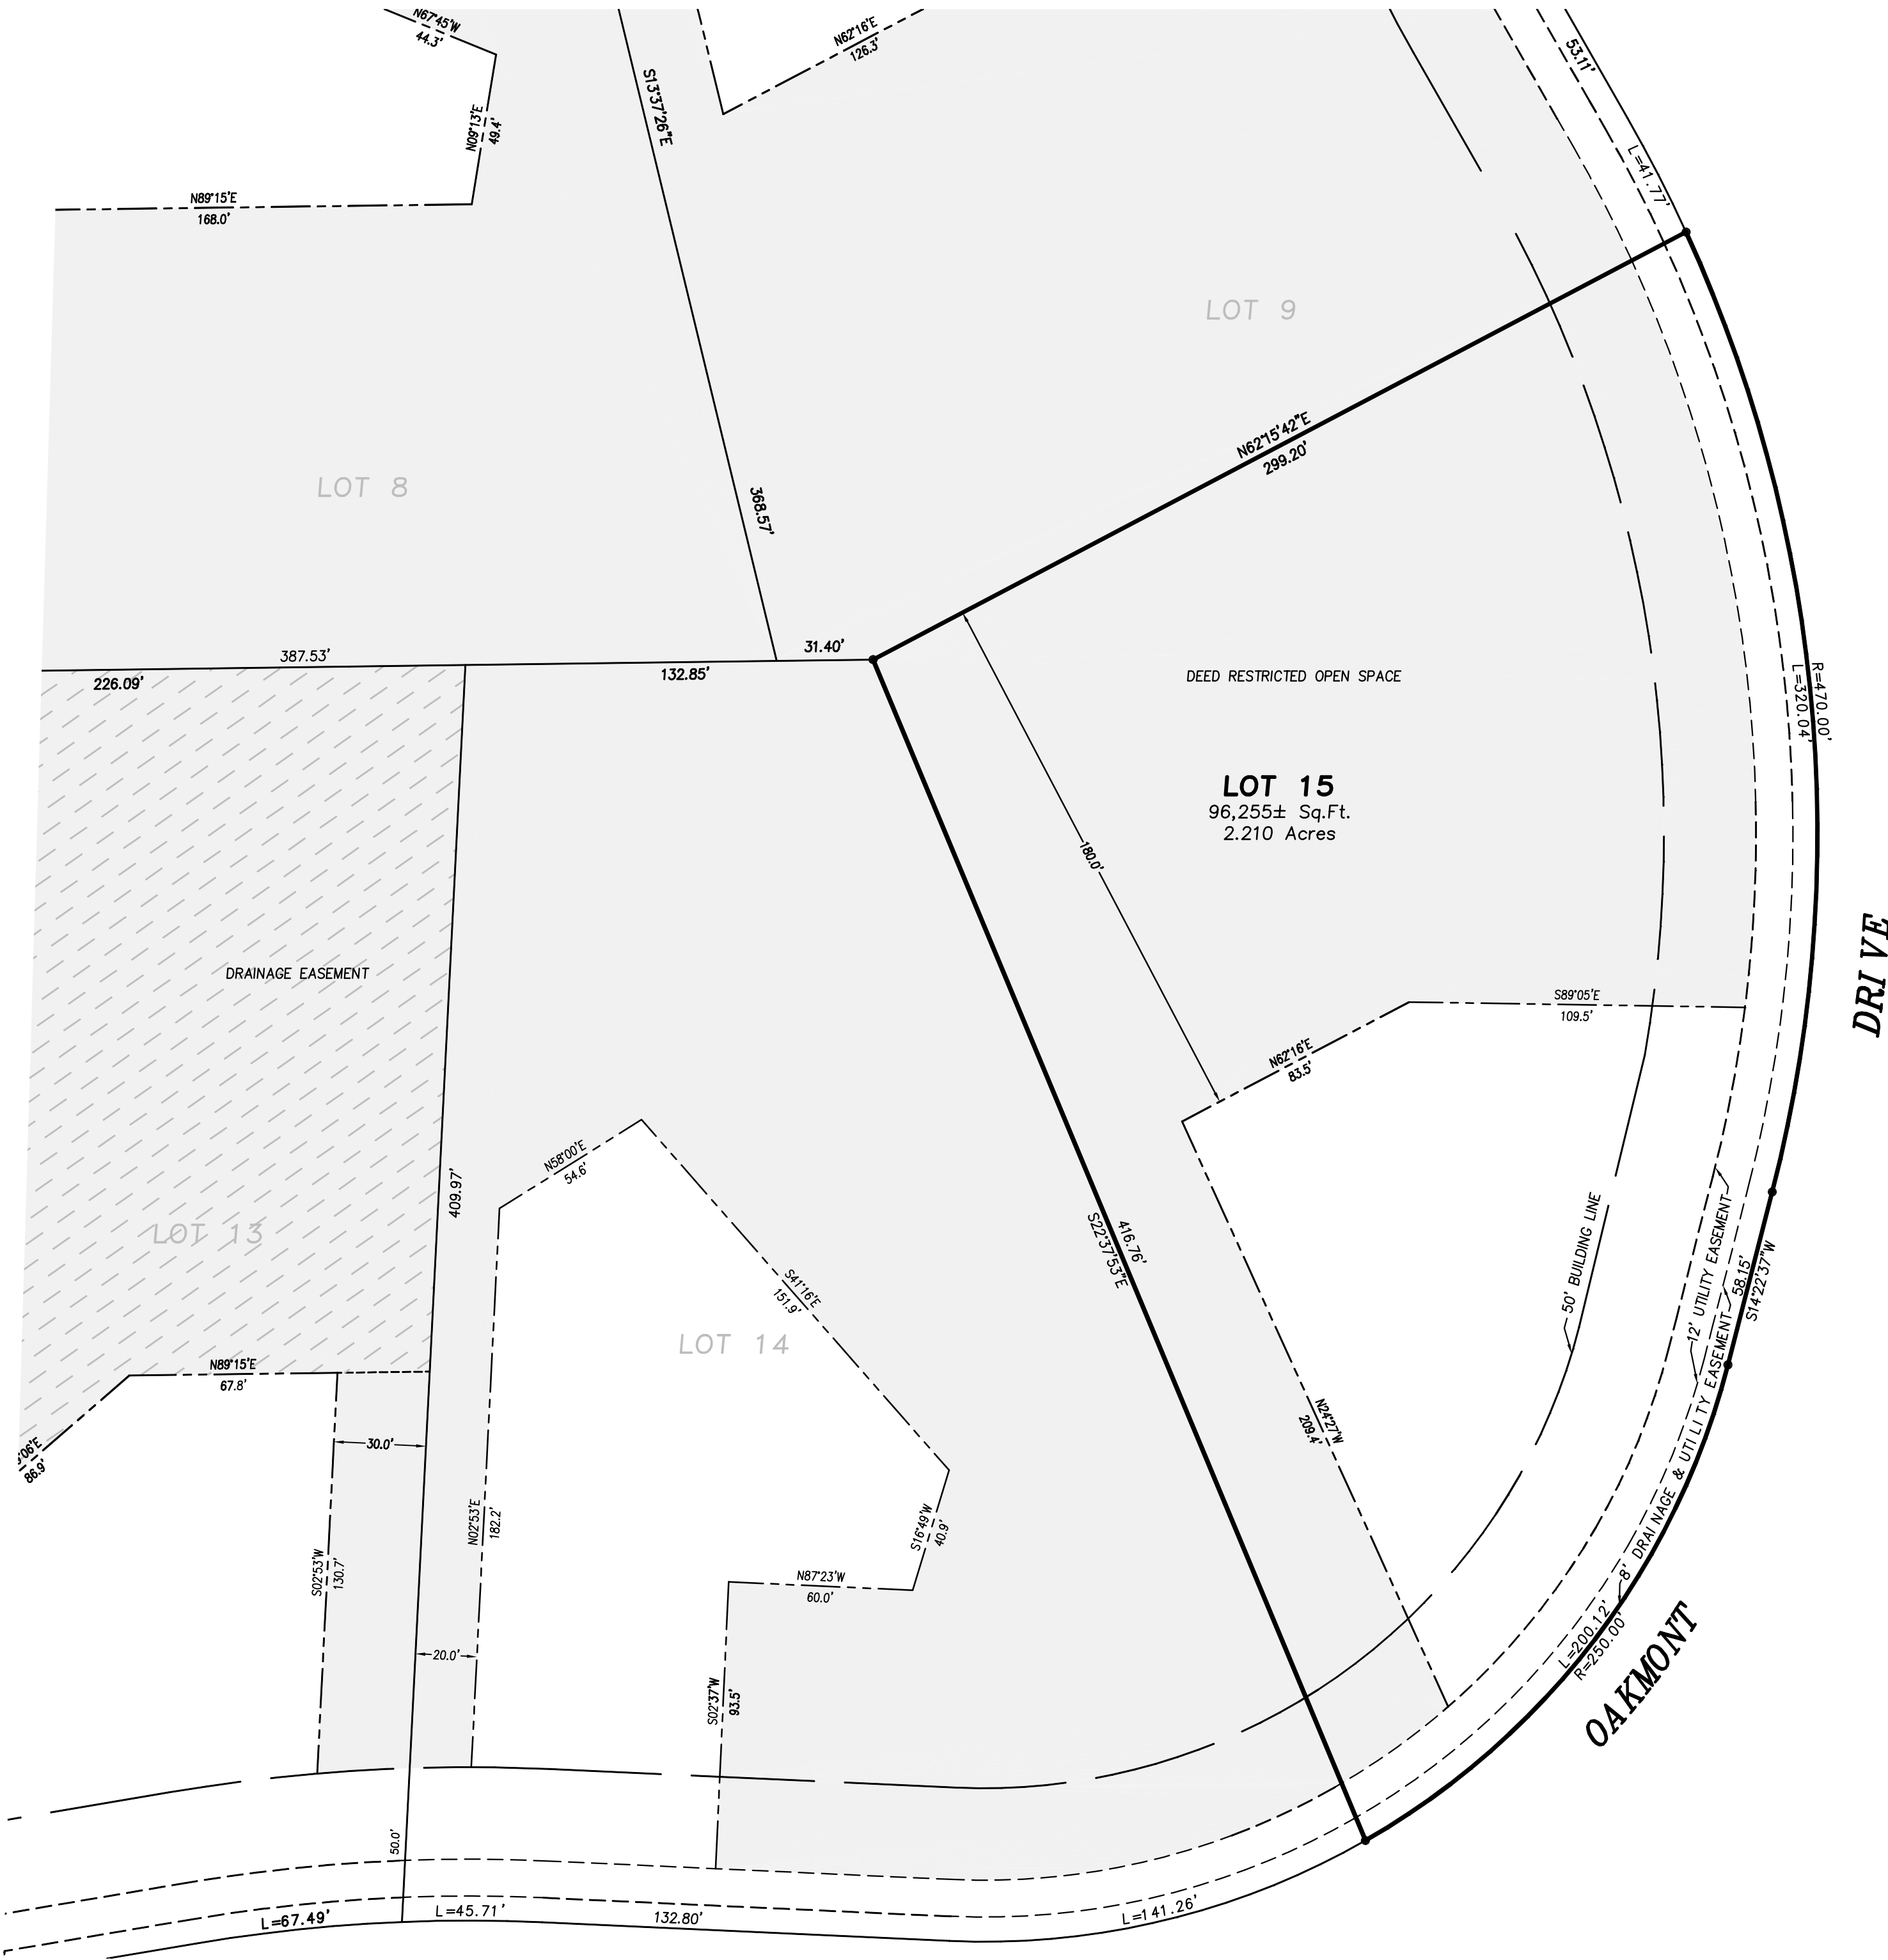 N67°45'W
44.3'
N62°16'E
126.3'
53.11'
S13°37'26"E
N09°13'E
49.4'
L=41.77'
N89°15'E
168.0'
LOT 9
N62°15'42"E
299.20'
LOT 8
368.57'
387.53'
226.09'
132.85'
31.40'
DEED RESTRICTED OPEN SPACE
R=470.00'
L=320.04'
LOT 15
96,255± Sq.Ft.
2.210 Acres
180.0'
DRIVE
DRAINAGE EASEMENT
S89°05'E
109.5'
N62°16'E
83.5'
N58°00'E
54.6'
409.97'
LOT 13
416.76'
S22°37'53"E
50' BUILDING LINE
12' UTILITY EASEMENT
58.15'
S14°22'37"W
S41°16'E
151.9'
LOT 14
N89°15'E
67.8'
'06'E
86.9'
30.0'
N24°27'W
209.4'
N02°53'E
182.2'
S16°49'W
40.9'
S02°53'W
130.7'
N87°23'W
60.0'
8' DRAINAGE & UTILITY EASEMENT
L=200.12'
R=250.00'
OAKMONT
20.0'
S02°37'W
93.5'
50.0'
L=67.49'
L=45.71'
132.80'
L=141.26'